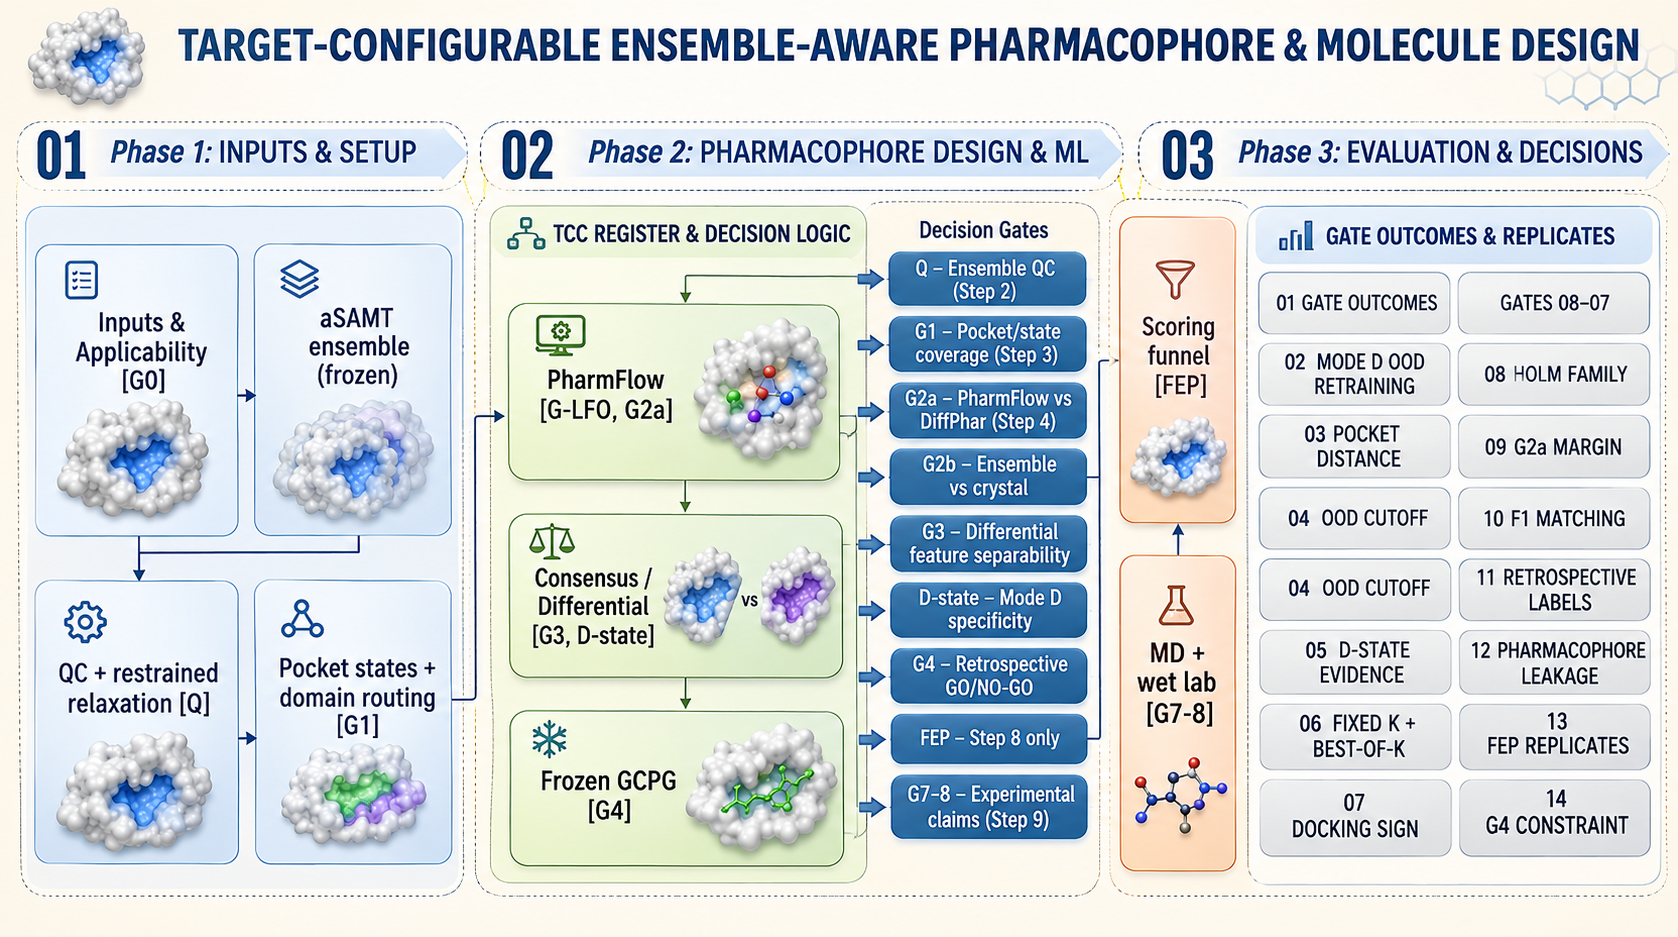 TARGET-CONFIGURABLE ENSEMBLE-AWARE PHARMACOPHORE & MOLECULE DESIGN
01 Phase 1: INPUTS & SETUP
02 Phase 2: PHARMACOPHORE DESIGN & ML
03 Phase 3: EVALUATION & DECISIONS
Inputs &
Applicability
[G0]
aSAMT
ensemble
(frozen)
QC + restrained
relaxation [Q]
Pocket states +
domain routing
[G1]
TCC REGISTER & DECISION LOGIC
PharmFlow
[G-LFO, G2a]
Consensus /
Differential
[G3, D-state]
vs
Frozen GCPG
[G4]
Decision Gates
Q – Ensemble QC
(Step 2)
G1 – Pocket/state
coverage (Step 3)
G2a – PharmFlow vs
DiffPhar (Step 4)
G2b – Ensemble
vs crystal
G3 – Differential
feature separability
D-state – Mode D
specificity
G4 – Retrospective
GO/NO-GO
FEP – Step 8 only
G7–8 – Experimental
claims (Step 9)
Scoring
funnel
[FEP]
MD +
wet lab
[G7-8]
GATE OUTCOMES & REPLICATES
01 GATE OUTCOMES
GATES 08–07
02 MODE D OOD
RETRAINING
08 HOLM FAMILY
03 POCKET
DISTANCE
09 G2a MARGIN
04 OOD CUTOFF
10 F1 MATCHING
04 OOD CUTOFF
11 RETROSPECTIVE
LABELS
05 D-STATE
EVIDENCE
12 PHARMACOPHORE
LEAKAGE
06 FIXED K +
BEST-OF-K
13
FEP REPLICATES
07
DOCKING SIGN
14
G4 CONSTRAINT